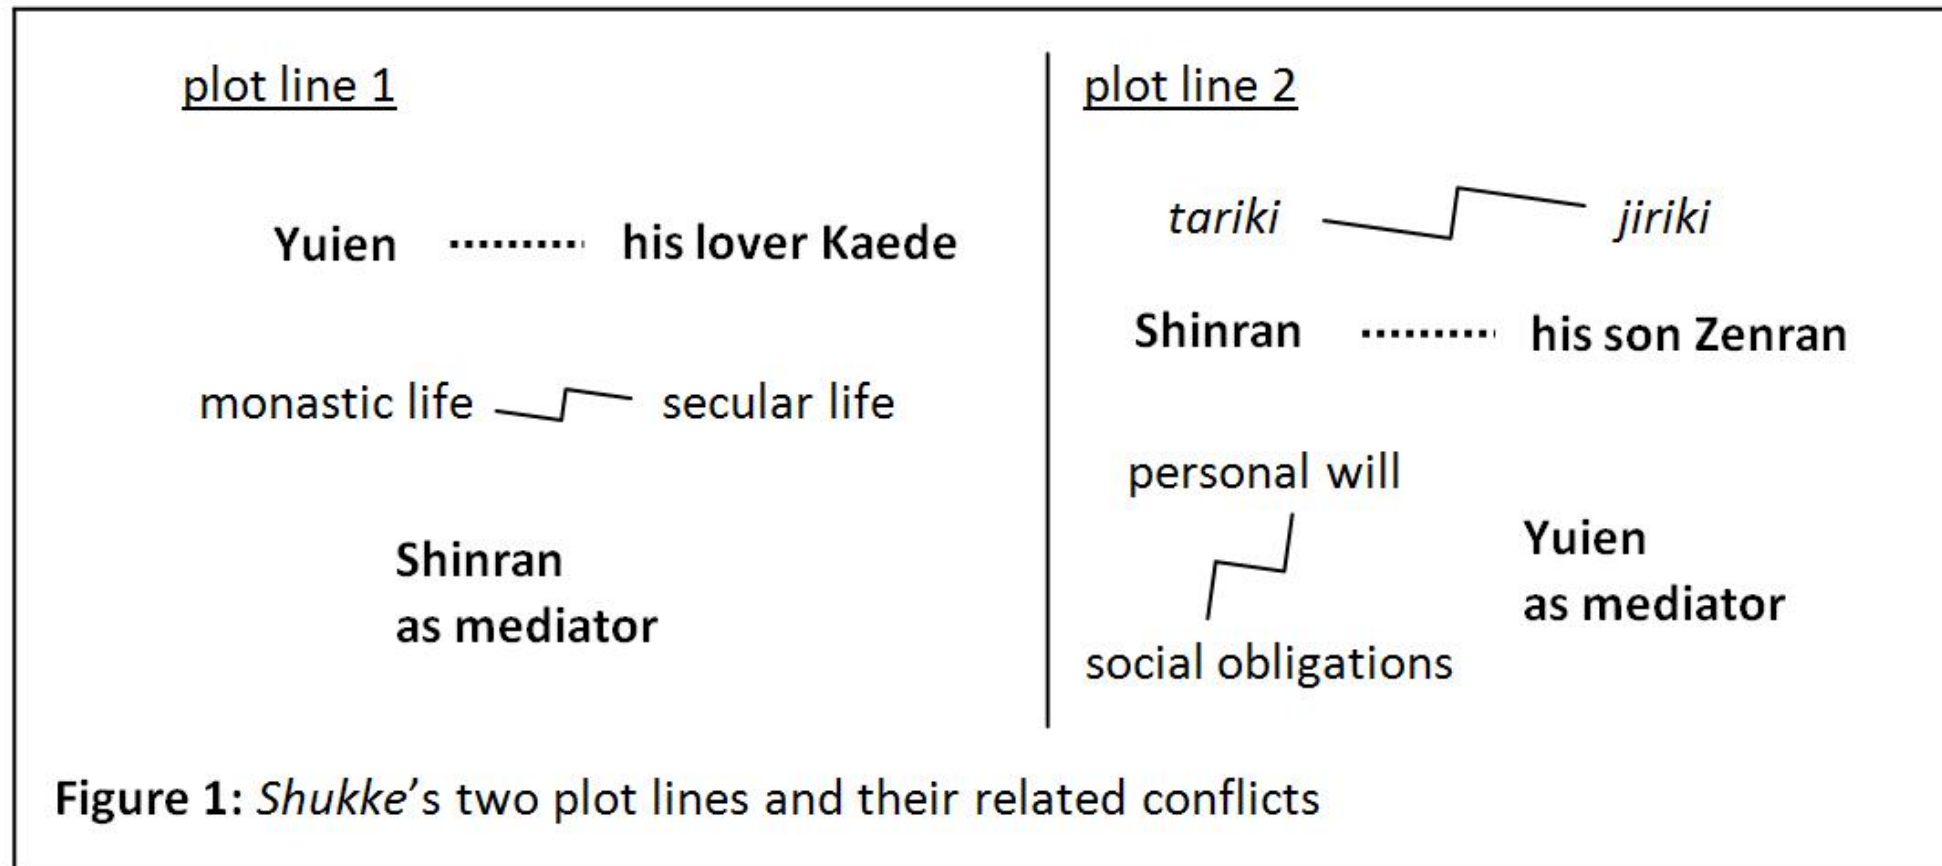 plot line 1
Yuien his lover Kaede
monastic life secular life
Shinran
as mediator
plot line 2
tariki jiriki
Shinran his son Zenran
personal will
social obligations
Yuien
as mediator
Figure 1: Shukke’s two plot lines and their related conflicts